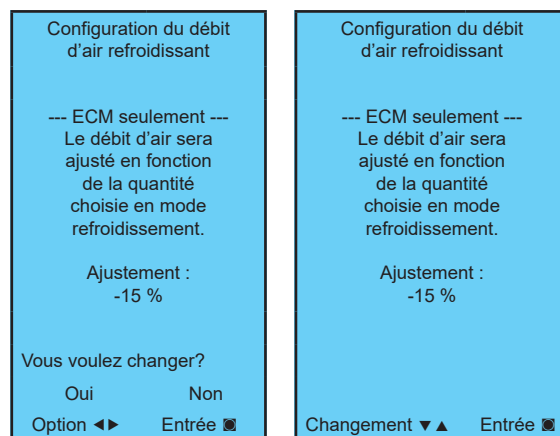 Configuration du débit
d'air refroidissant
--- ECM seulement ---
Le débit d'air sera
ajusté en fonction
de la quantité
choisie en mode
refroidissement.
Ajustement :
-15 %
Vous voulez changer?
Oui Non
Option ◄► Entrée ◙
Configuration du débit
d'air refroidissant
--- ECM seulement ---
Le débit d'air sera
ajusté en fonction
de la quantité
choisie en mode
refroidissement.
Ajustement :
-15 %
Changement ▼▲ Entrée ◙